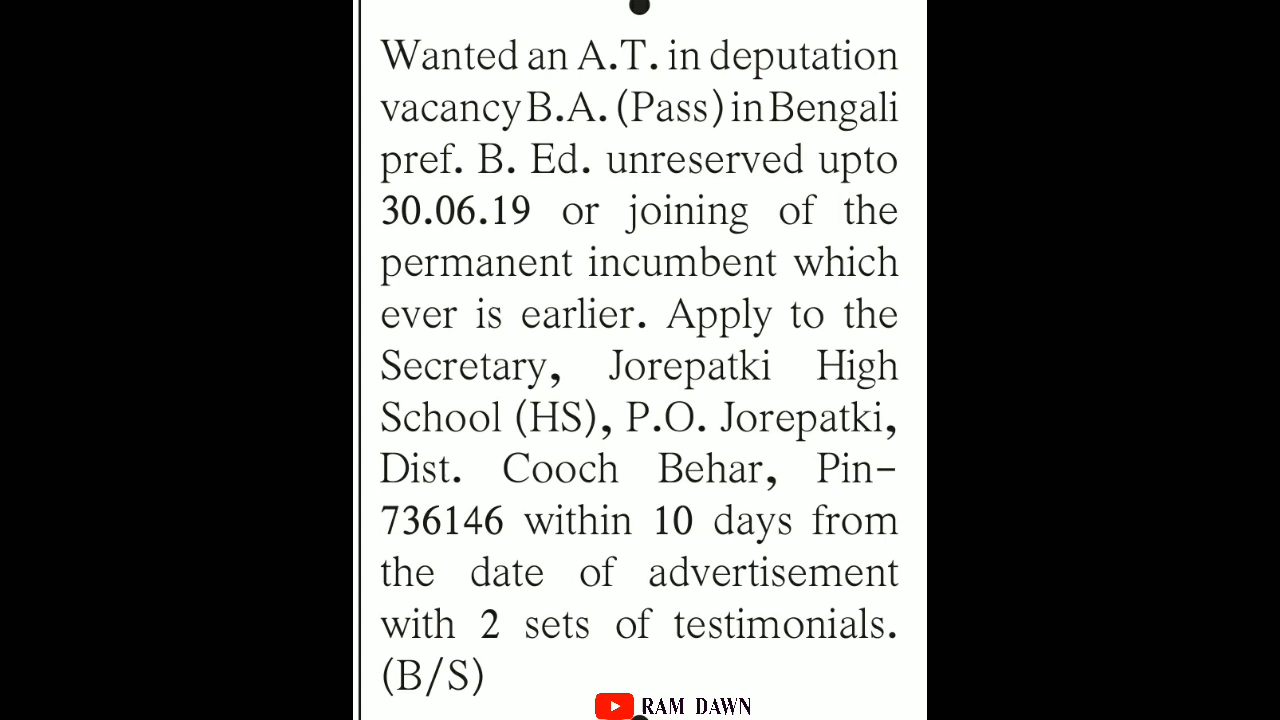 Wanted an A.T. in deputation
vacancy B.A. (Pass) in Bengali
pref. B. Ed. unreserved upto
30.06.19 or joining of the
permanent incumbent which
ever is earlier. Apply to the
Secretary, Jorepatki High
School (HS), P.O. Jorepatki,
Dist. Cooch Behar, Pin-
736146 within 10 days from
the date of advertisement
with 2 sets of testimonials.
(B/S)
RAM DAWN